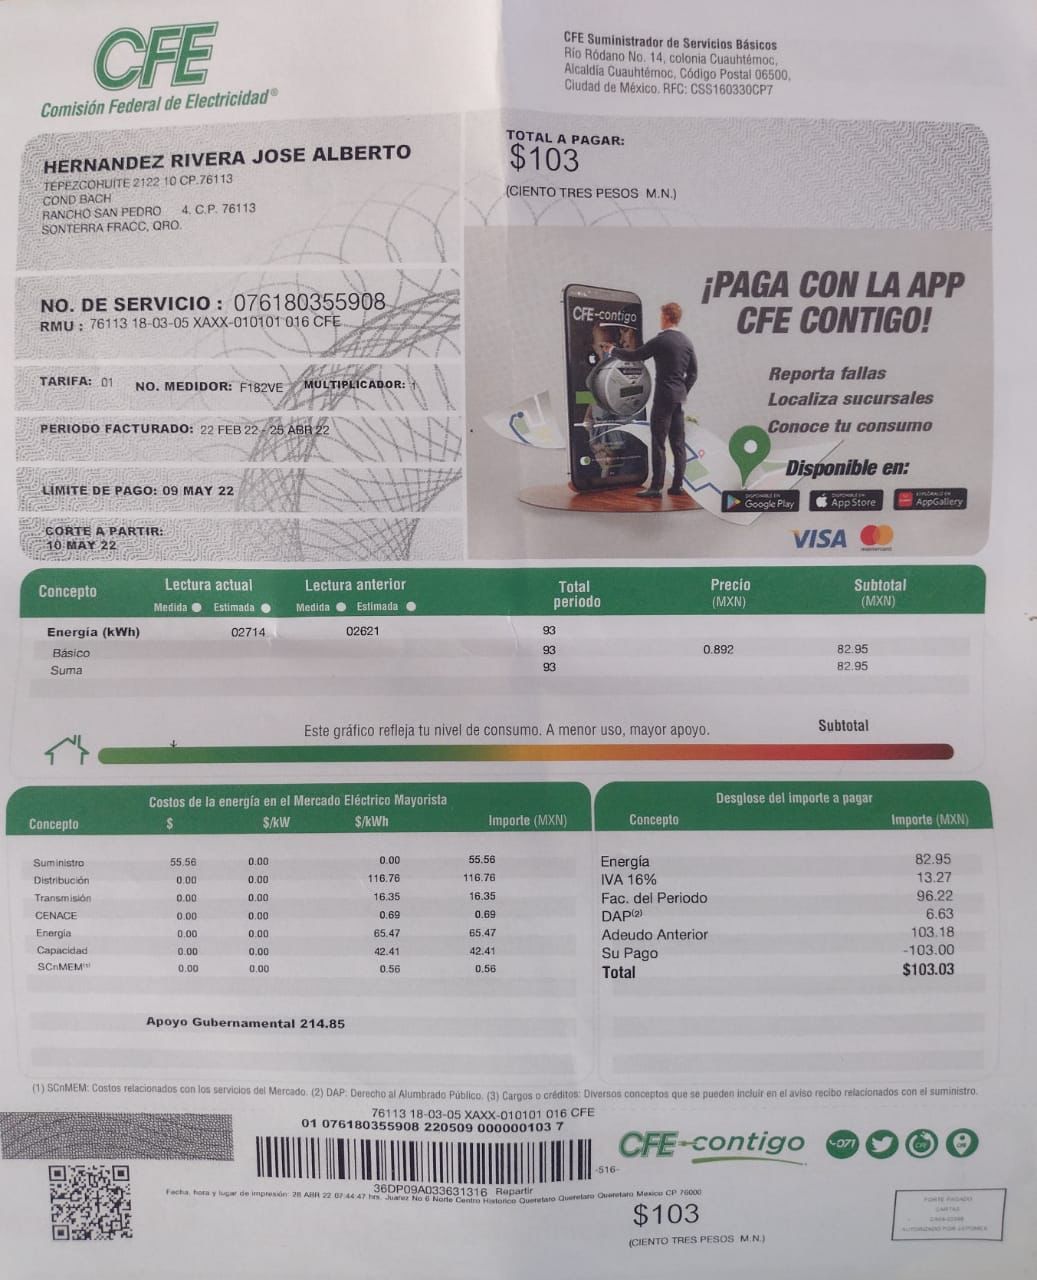 CFE
Comisión Federal de Electricidad®
CFE Suministrador de Servicios Básicos
Río Ródano No. 14, colonia Cuauhtémoc,
Alcaldía Cuauhtémoc, Código Postal 06500,
Ciudad de México. RFC: CSS160330CP7
HERNANDEZ RIVERA JOSE ALBERTO
TEPEZCOHUITE 2122 10 CP.76113
COND BACH
RANCHO SAN PEDRO 4. C.P. 76113
SONTERRA FRACC, QRO.
TOTAL A PAGAR:
$103
(CIENTO TRES PESOS M.N.)
NO. DE SERVICIO : 076180355908
RMU : 76113 18-03-05 XAXX-010101 016 CFE
TARIFA: 01 NO. MEDIDOR: F182VE MULTIPLICADOR: 1
PERIODO FACTURADO: 22 FEB 22 - 25 ABR 22
LIMITE DE PAGO: 09 MAY 22
CORTE A PARTIR:
10 MAY 22
¡PAGA CON LA APP
CFE CONTIGO!
CFE-contigo
Reporta fallas
Localiza sucursales
Conoce tu consumo
Disponible en:
DISPONIBLE EN Google Play
DISPONIBLE EN App Store
EXPLÓRALO EN AppGallery
VISA mastercard
Concepto Lectura actual Lectura anterior Total periodo Precio (MXN) Subtotal (MXN)
Medida Estimada Medida Estimada
Energía (kWh) 02714 02621 93
Básico 93 0.892 82.95
Suma 93 82.95
Este gráfico refleja tu nivel de consumo. A menor uso, mayor apoyo.
Subtotal
Costos de la energía en el Mercado Eléctrico Mayorista
Concepto $ $/kW $/kWh Importe (MXN)
Suministro 55.56 0.00 0.00 55.56
Distribución 0.00 0.00 116.76 116.76
Transmisión 0.00 0.00 16.35 16.35
CENACE 0.00 0.00 0.69 0.69
Energía 0.00 0.00 65.47 65.47
Capacidad 0.00 0.00 42.41 42.41
SCnMEM(1) 0.00 0.00 0.56 0.56
Apoyo Gubernamental 214.85
Desglose del importe a pagar
Concepto Importe (MXN)
Energía 82.95
IVA 16% 13.27
Fac. del Periodo 96.22
DAP(2) 6.63
Adeudo Anterior 103.18
Su Pago -103.00
Total $103.03
(1) SCnMEM: Costos relacionados con los servicios del Mercado. (2) DAP: Derecho al Alumbrado Público. (3) Cargos o créditos: Diversos conceptos que se pueden incluir en el aviso recibo relacionados con el suministro.
76113 18-03-05 XAXX-010101 016 CFE
01 076180355908 220509 000000103 7
-516-
36DP09A033631316 Repartir
Fecha, hora y lugar de impresión: 28 ABR 22 07:44:47 hrs. Juarez No 6 Norte Centro Historico Queretaro Queretaro Queretaro Mexico CP 76000
CFE-contigo
071
$103
(CIENTO TRES PESOS M.N.)
PORTE PAGADO
CARTAS
AUTORIZADO POR SEPOMEX